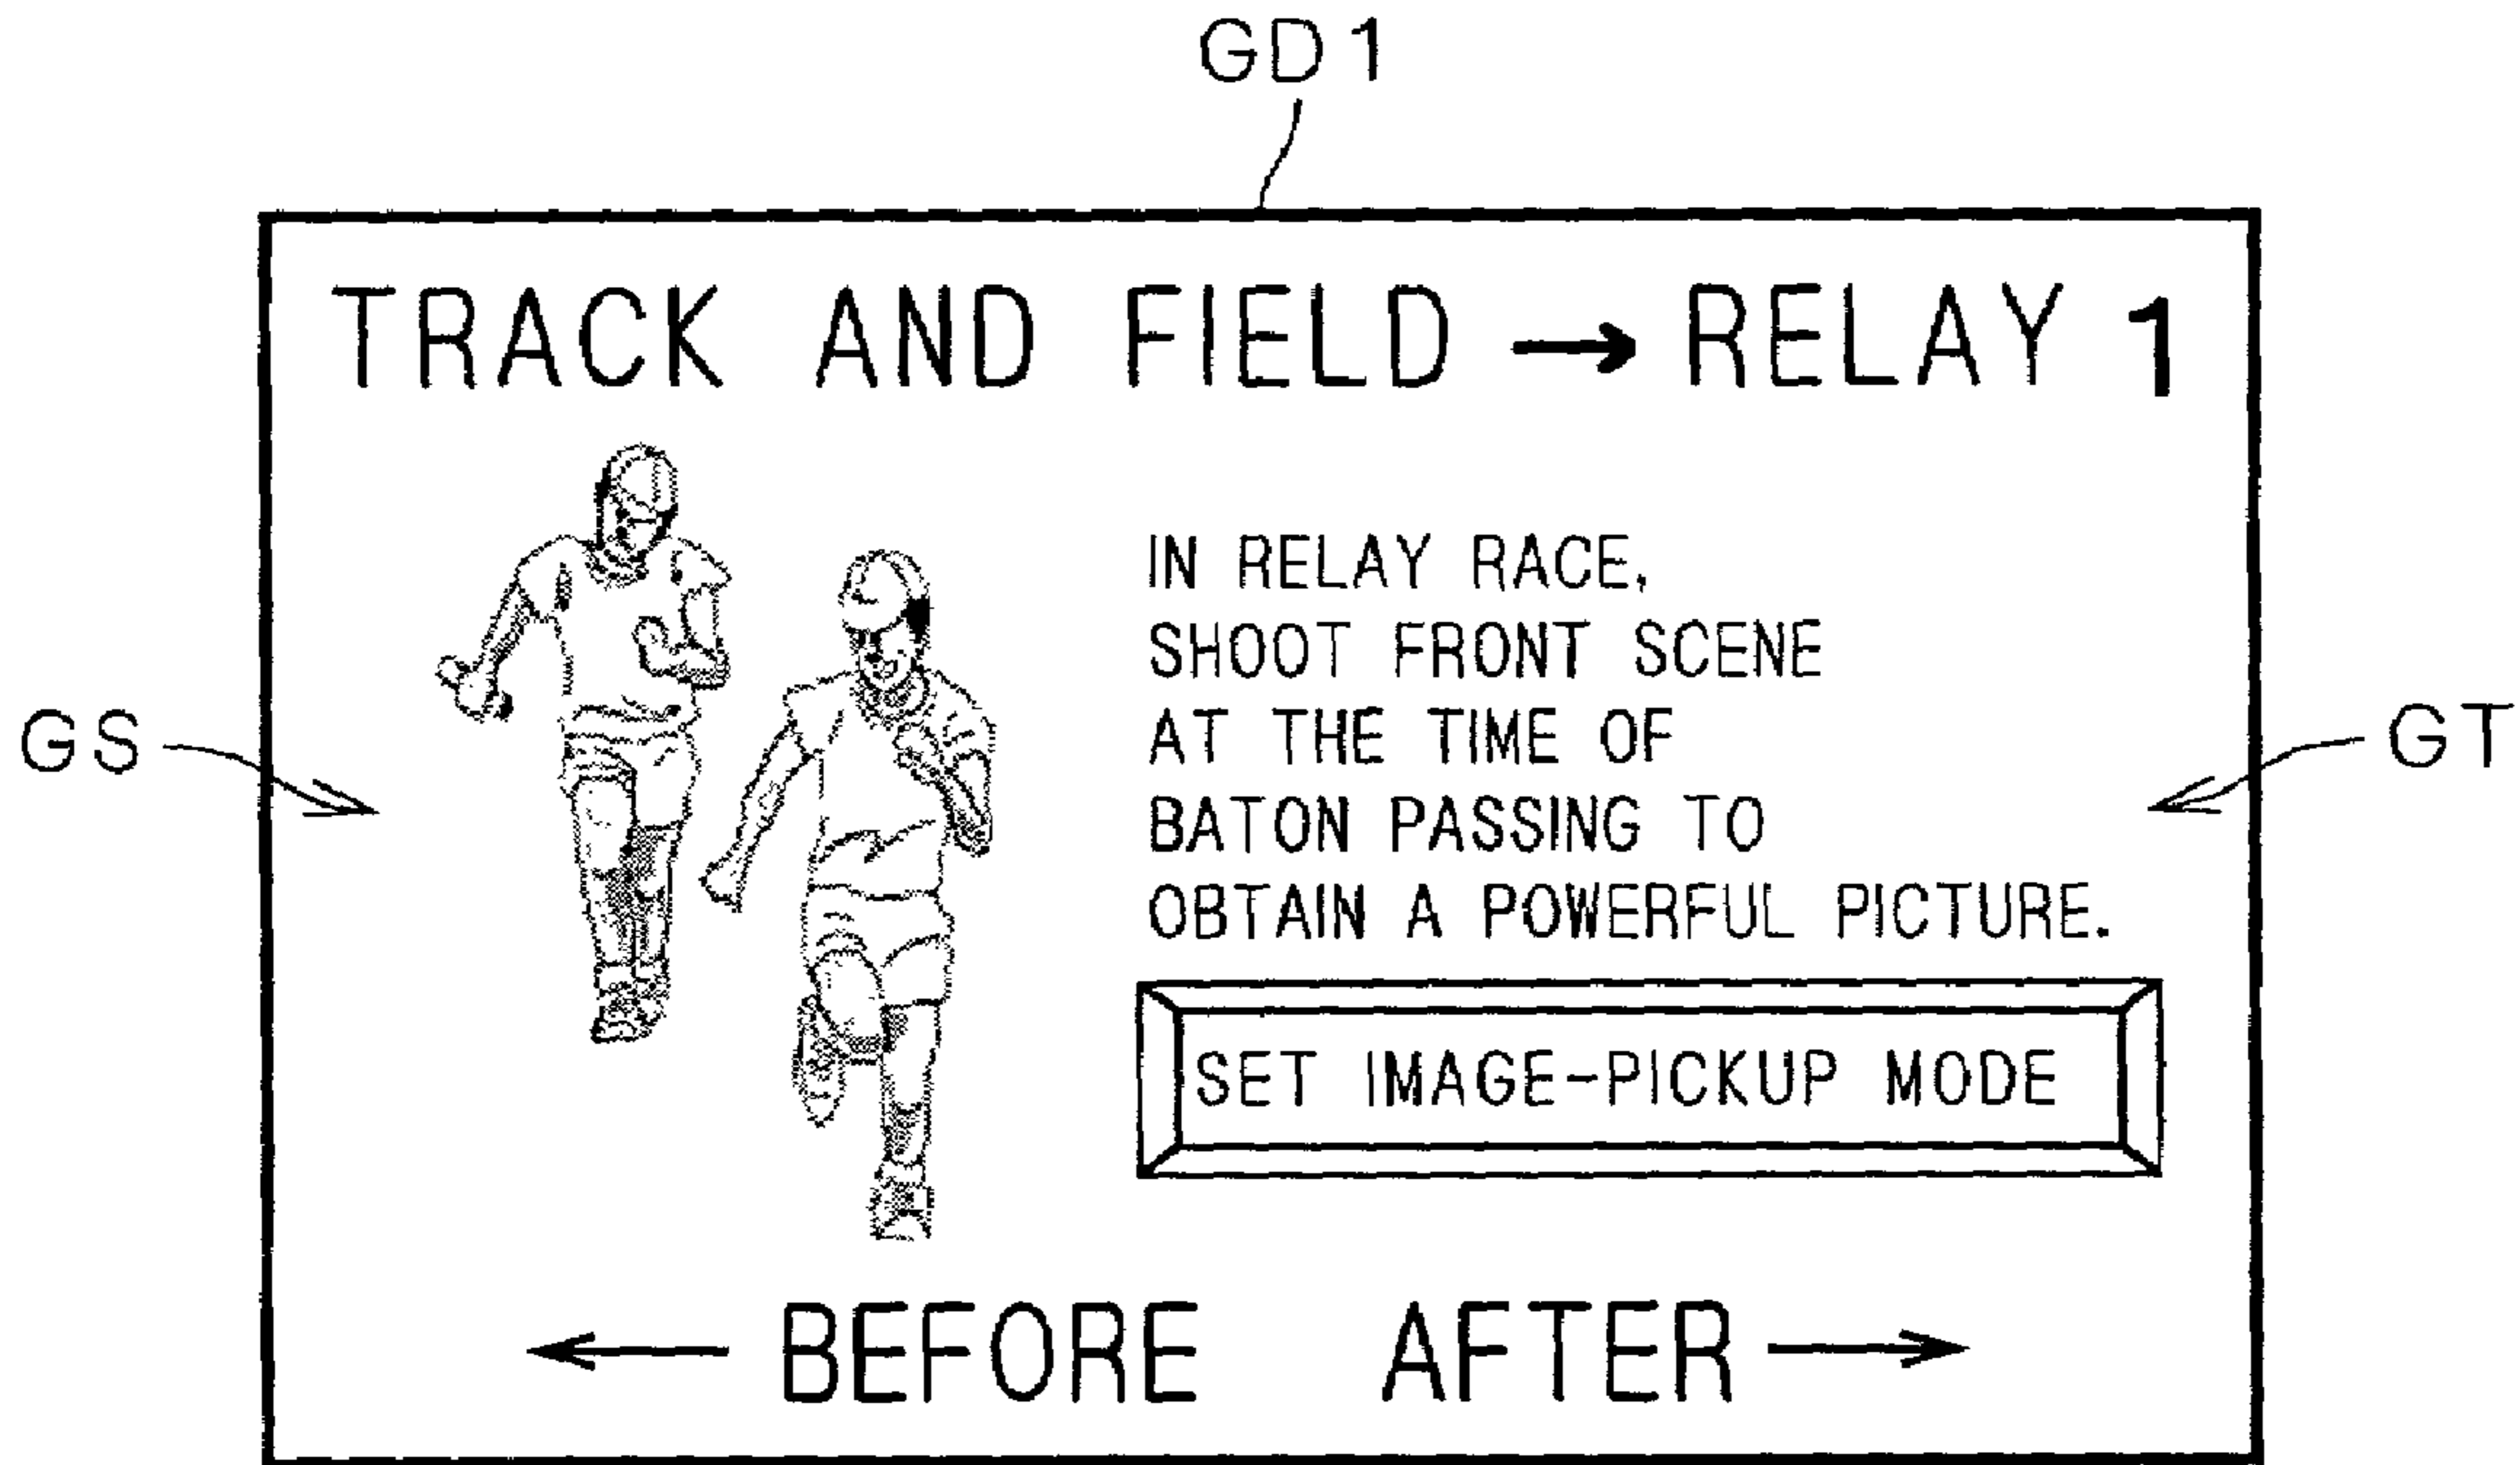 GD1
TRACK AND FIELD → RELAY 1
IN RELAY RACE,
SHOOT FRONT SCENE
AT THE TIME OF
BATON PASSING TO
OBTAIN A POWERFUL PICTURE.
GS
GT
SET IMAGE-PICKUP MODE
← BEFORE AFTER →